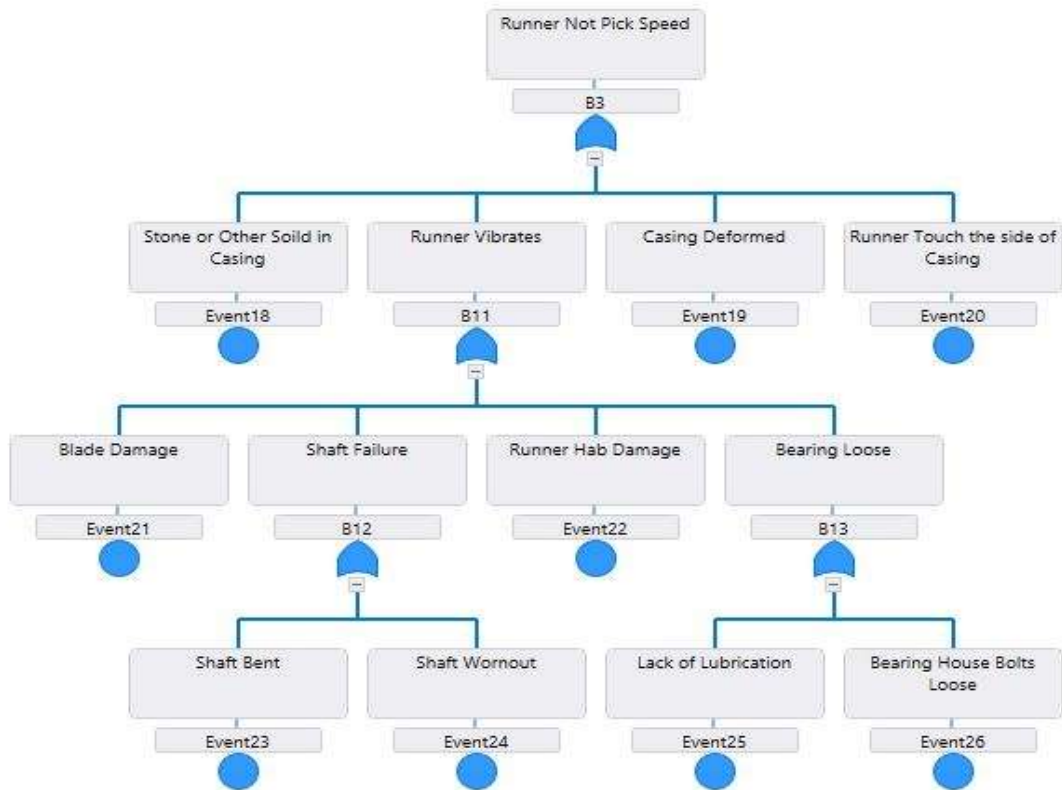 Runner Not Pick Speed
B3
Stone or Other Soild in
Casing
Event18
Runner Vibrates
B11
Casing Deformed
Event19
Runner Touch the side of
Casing
Event20
Blade Damage
Event21
Shaft Failure
B12
Runner Hab Damage
Event22
Bearing Loose
B13
Shaft Bent
Event23
Shaft Wornout
Event24
Lack of Lubrication
Event25
Bearing House Bolts
Loose
Event26